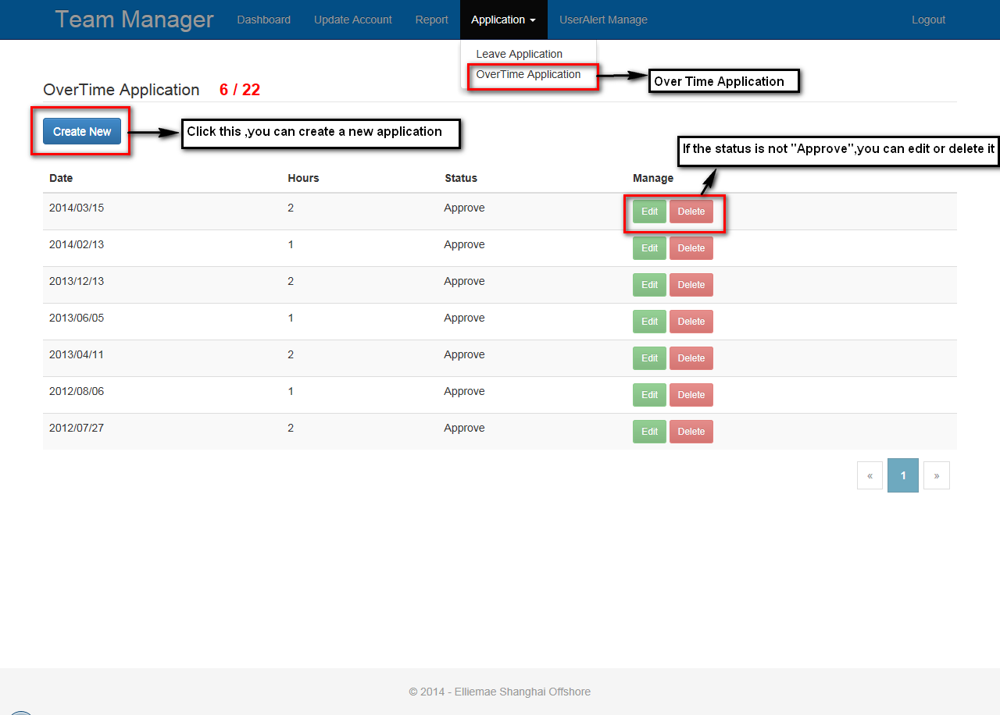 Team Manager Dashboard Update Account Report Application UserAlert Manage Logout
Leave Application
OverTime Application
Over Time Application
OverTime Application 6 / 22
Create New
Click this ,you can create a new application
If the status is not "Approve",you can edit or delete it
Date Hours Status Manage
2014/03/15 2 Approve Edit Delete
2014/02/13 1 Approve Edit Delete
2013/12/13 2 Approve Edit Delete
2013/06/05 1 Approve Edit Delete
2013/04/11 2 Approve Edit Delete
2012/08/06 1 Approve Edit Delete
2012/07/27 2 Approve Edit Delete
« 1 »
© 2014 - Elliemae Shanghai Offshore